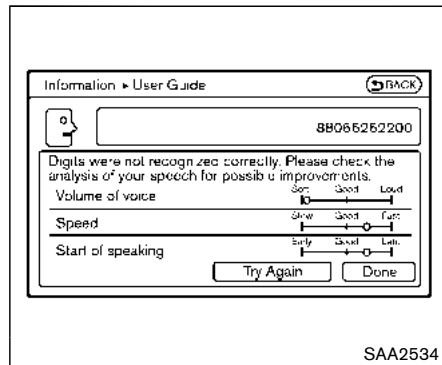 Information ▸ User Guide
BACK
88065252200
Digits were not recognized correctly. Please check the
analysis of your speech for possible improvements.
Volume of voice
Soft Good Loud
Speed
Slow Good Fast
Start of speaking
Early Good Late
Try Again
Done
SAA2534